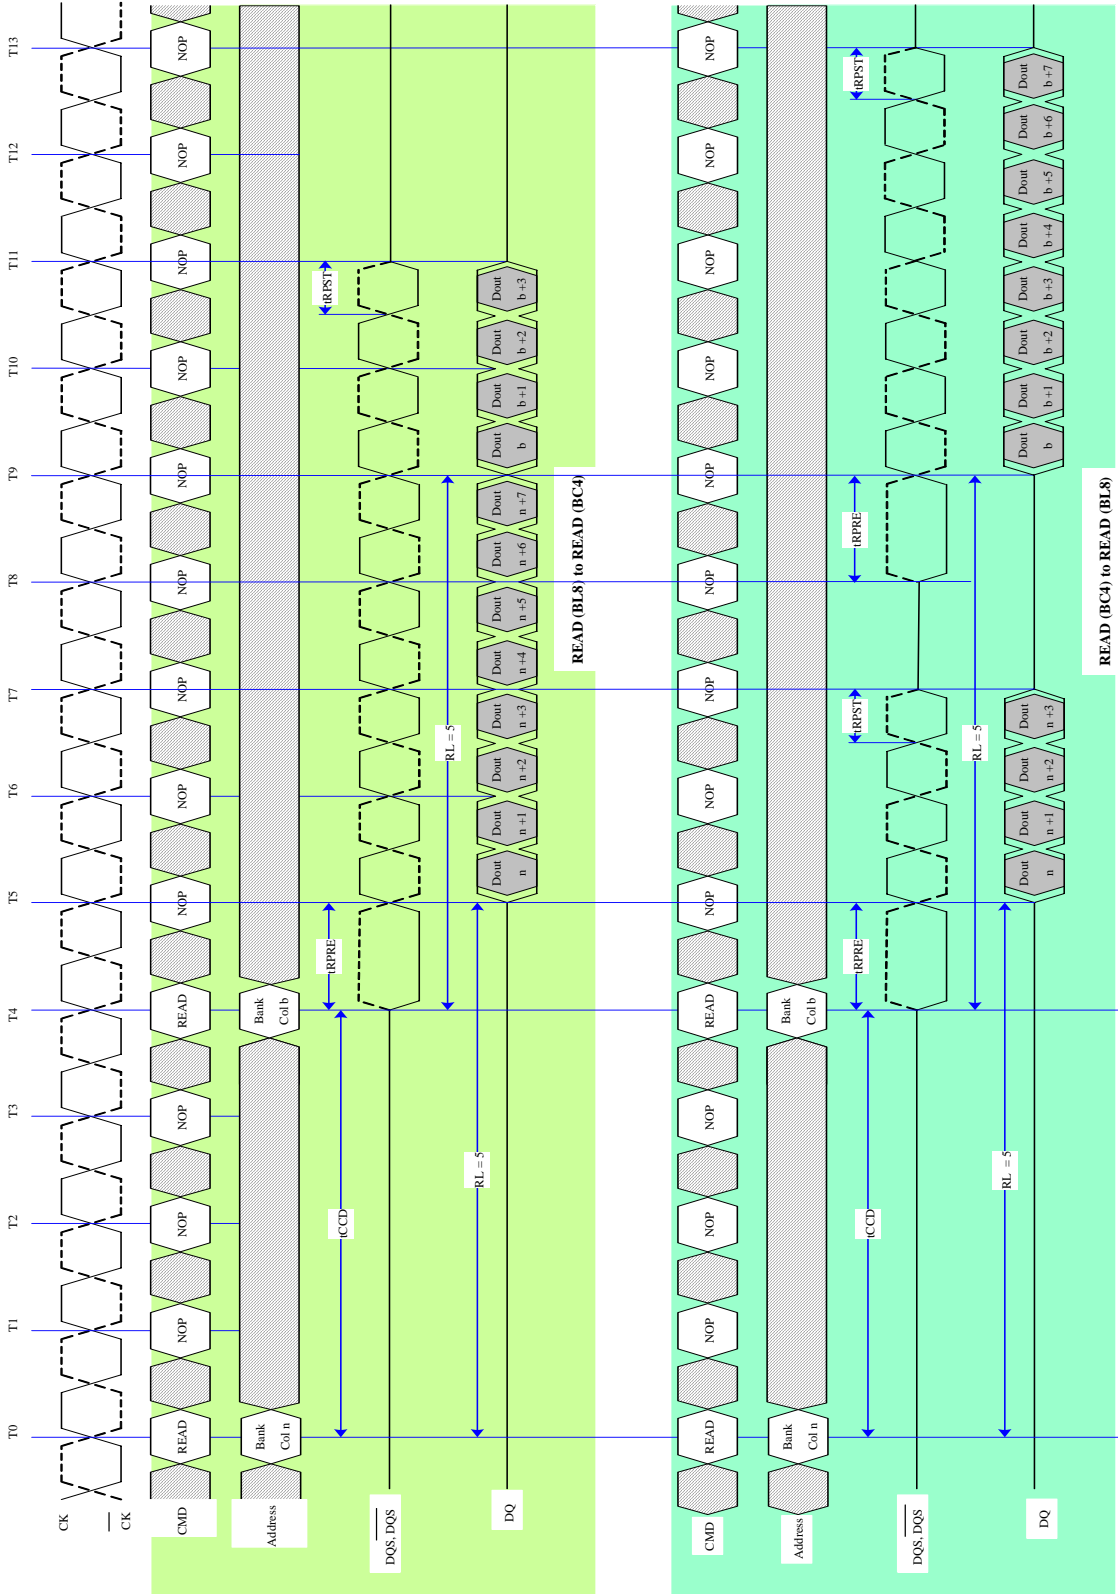 T0 T1 T2 T3 T4 T5 T6 T7 T8 T9 T10 T11 T12 T13
CK
CK
CMD READ NOP NOP NOP READ NOP NOP NOP NOP NOP NOP NOP NOP NOP
Address Bank Col n Bank Col b
tRPRE tRPST
tCCD
DQS, DQS
RL = 5
RL = 5
DQ Dout n Dout n +1 Dout n +2 Dout n +3 Dout n +4 Dout n +5 Dout n +6 Dout n +7 Dout b Dout b +1 Dout b +2 Dout b +3
READ (BL8) to READ (BC4)
CMD READ NOP NOP NOP READ NOP NOP NOP NOP NOP NOP NOP NOP NOP
Address Bank Col n Bank Col b
tRPRE tRPST tRPRE tRPST
tCCD
DQS, DQS
RL = 5
RL = 5
DQ Dout n Dout n +1 Dout n +2 Dout n +3 Dout b Dout b +1 Dout b +2 Dout b +3 Dout b +4 Dout b +5 Dout b +6 Dout b +7
READ (BC4) to READ (BL8)